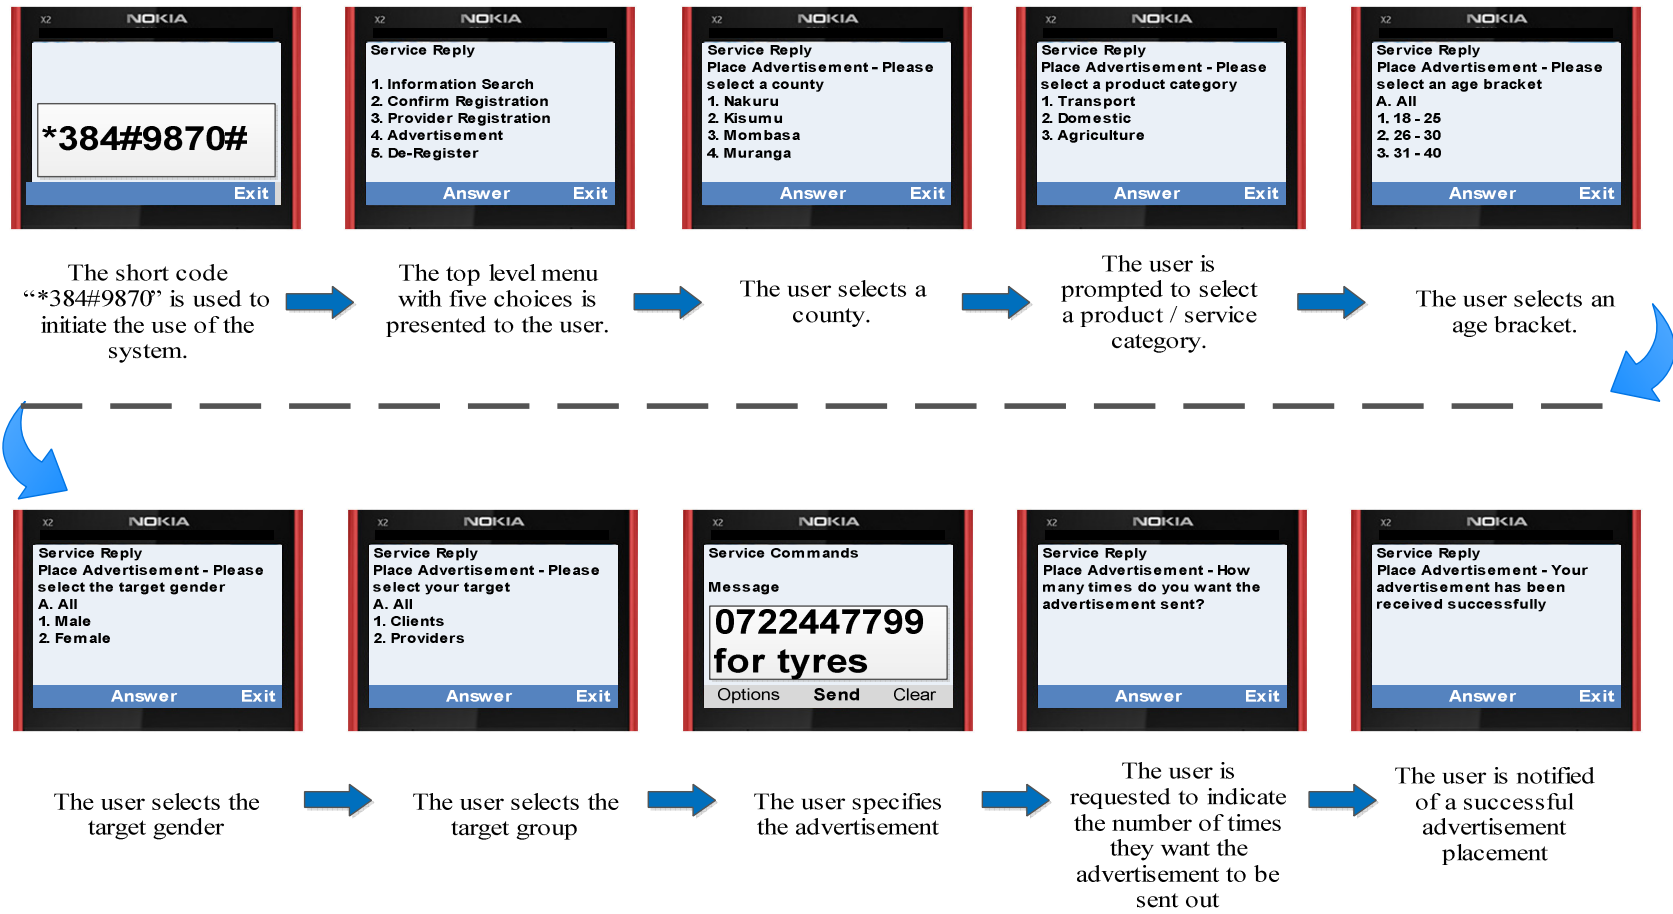 X2 NOKIA
*384#9870#
Exit
X2 NOKIA
Service Reply
1. Information Search
2. Confirm Registration
3. Provider Registration
4. Advertisement
5. De-Register
Answer Exit
X2 NOKIA
Service Reply
Place Advertisement - Please
select a county
1. Nakuru
2. Kisumu
3. Mombasa
4. Muranga
Answer Exit
X2 NOKIA
Service Reply
Place Advertisement - Please
select a product category
1. Transport
2. Domestic
3. Agriculture
Answer Exit
X2 NOKIA
Service Reply
Place Advertisement - Please
select an age bracket
A. All
1. 18 - 25
2. 26 - 30
3. 31 - 40
Answer Exit
The short code
“*384#9870” is used to
initiate the use of the
system.
The top level menu
with five choices is
presented to the user.
The user selects a
county.
The user is
prompted to select
a product / service
category.
The user selects an
age bracket.
X2 NOKIA
Service Reply
Place Advertisement - Please
select the target gender
A. All
1. Male
2. Female
Answer Exit
X2 NOKIA
Service Reply
Place Advertisement - Please
select your target
A. All
1. Clients
2. Providers
Answer Exit
X2 NOKIA
Service Commands
Message
0722447799
for tyres
Options Send Clear
X2 NOKIA
Service Reply
Place Advertisement - How
many times do you want the
advertisement sent?
Answer Exit
X2 NOKIA
Service Reply
Place Advertisement - Your
advertisement has been
received successfully
Answer Exit
The user selects the
target gender
The user selects the
target group
The user specifies
the advertisement
The user is
requested to indicate
the number of times
they want the
advertisement to be
sent out
The user is notified
of a successful
advertisement
placement